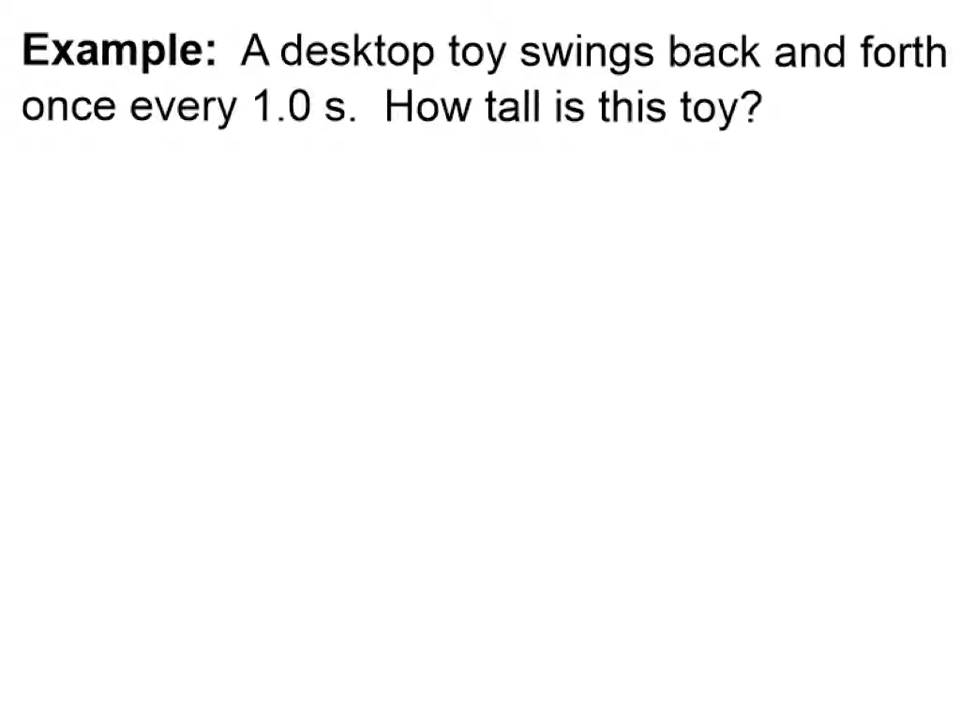 Example: A desktop toy swings back and forth
once every 1.0 s. How tall is this toy?